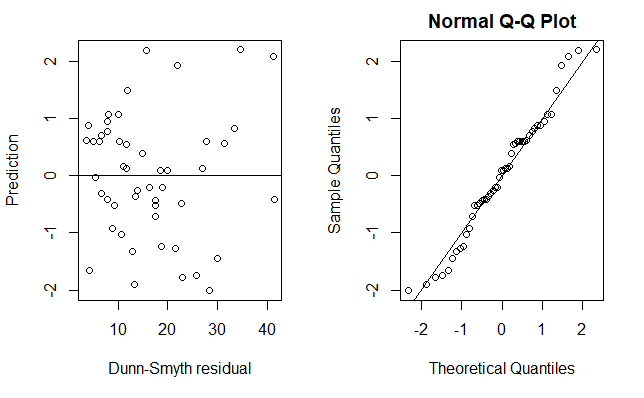 Prediction
2
1
0
-1
-2
10 20 30 40
Dunn-Smyth residual
Normal Q-Q Plot
Sample Quantiles
2
1
0
-1
-2
-2 -1 0 1 2
Theoretical Quantiles